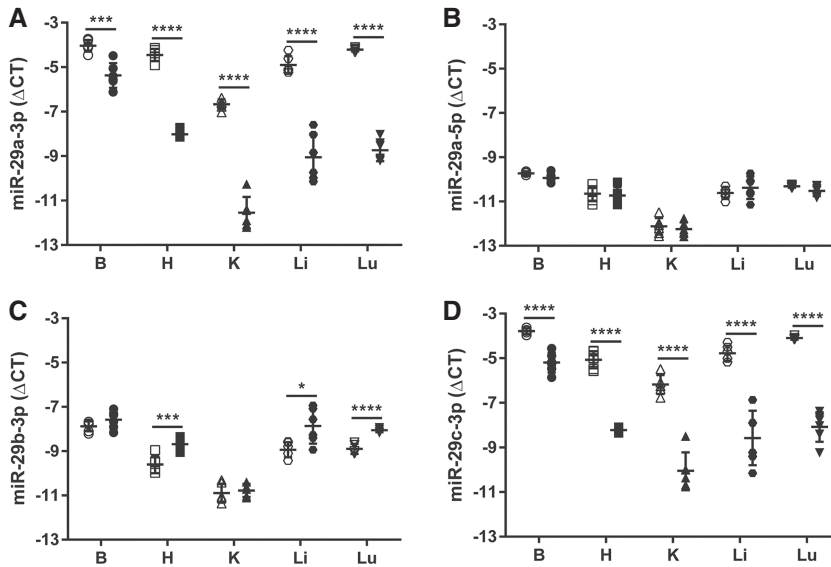 A
miR-29a-3p (ΔCT)
-3
-5
-7
-9
-11
-13
*** **** **** **** ****
B H K Li Lu
B
miR-29a-5p (ΔCT)
-3
-5
-7
-9
-11
-13
B H K Li Lu
C
miR-29b-3p (ΔCT)
-3
-5
-7
-9
-11
-13
*** * ****
B H K Li Lu
D
miR-29c-3p (ΔCT)
-3
-5
-7
-9
-11
-13
**** **** **** **** ****
B H K Li Lu